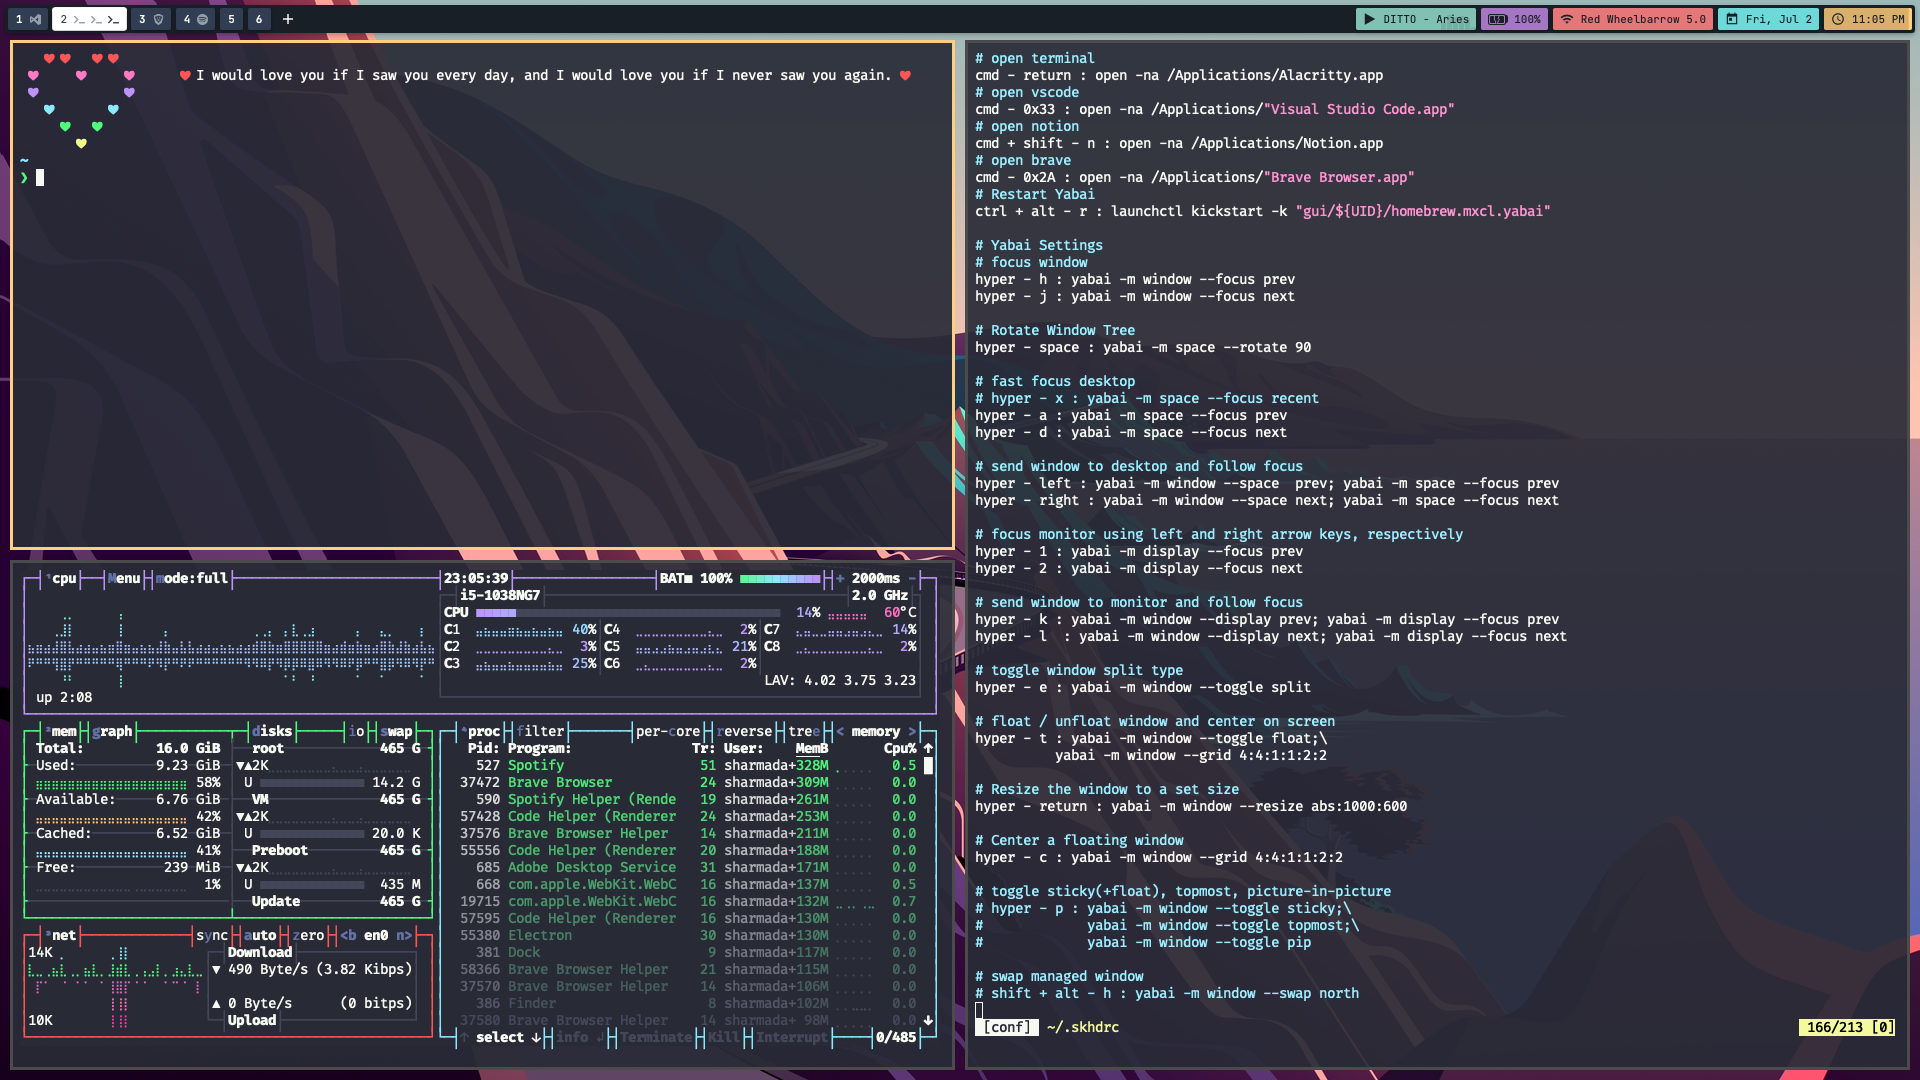 1 2 >_ >_ >_ 3 4 5 6 +
DITTO - Aries 100% Red Wheelbarrow 5.0 Fri, Jul 2 11:05 PM
I would love you if I saw you every day, and I would love you if I never saw you again.
~
❯
cpu Menu mode:full 23:05:39 BAT■ 100% + 2000ms -
i5-1038NG7 2.0 GHz
CPU 14% 60°C
C1 40% C4 2% C7 14%
C2 3% C5 21% C8 2%
C3 25% C6 2%
LAV: 4.02 3.75 3.23
up 2:08
mem graph disks io swap
Total: 16.0 GiB
Used: 9.23 GiB
58%
Available: 6.76 GiB
42%
Cached: 6.52 GiB
41%
Free: 239 MiB
1%
root 465 G
▼▲2K
U 14.2 G
VM 465 G
▼▲2K
U 20.0 K
Preboot 465 G
▼▲2K
U 435 M
Update 465 G
net sync auto zero <b en0 n>
14K
Download
▼ 490 Byte/s (3.82 Kibps)
▲ 0 Byte/s (0 bitps)
Upload
10K
proc filter per-core reverse tree < memory >
Pid: Program: Tr: User: MemB Cpu% ↑
527 Spotify 51 sharmada+328M 0.5
37472 Brave Browser 24 sharmada+309M 0.0
590 Spotify Helper (Rende 19 sharmada+261M 0.0
57428 Code Helper (Renderer 24 sharmada+253M 0.0
37576 Brave Browser Helper 14 sharmada+211M 0.0
55556 Code Helper (Renderer 20 sharmada+188M 0.0
685 Adobe Desktop Service 31 sharmada+171M 0.0
668 com.apple.WebKit.WebC 16 sharmada+137M 0.5
19715 com.apple.WebKit.WebC 16 sharmada+132M 0.7
57595 Code Helper (Renderer 16 sharmada+130M 0.0
55380 Electron 30 sharmada+130M 0.0
381 Dock 9 sharmada+117M 0.0
58366 Brave Browser Helper 21 sharmada+115M 0.0
37570 Brave Browser Helper 14 sharmada+106M 0.0
386 Finder 8 sharmada+102M 0.0
37580 Brave Browser Helper 14 sharmada+ 98M 0.0 ↓
↑ select ↓ info ↲ Terminate Kill Interrupt 0/485
# open terminal
cmd - return : open -na /Applications/Alacritty.app
# open vscode
cmd - 0x33 : open -na /Applications/"Visual Studio Code.app"
# open notion
cmd + shift - n : open -na /Applications/Notion.app
# open brave
cmd - 0x2A : open -na /Applications/"Brave Browser.app"
# Restart Yabai
ctrl + alt - r : launchctl kickstart -k "gui/${UID}/homebrew.mxcl.yabai"
# Yabai Settings
# focus window
hyper - h : yabai -m window --focus prev
hyper - j : yabai -m window --focus next
# Rotate Window Tree
hyper - space : yabai -m space --rotate 90
# fast focus desktop
# hyper - x : yabai -m space --focus recent
hyper - a : yabai -m space --focus prev
hyper - d : yabai -m space --focus next
# send window to desktop and follow focus
hyper - left : yabai -m window --space  prev; yabai -m space --focus prev
hyper - right : yabai -m window --space next; yabai -m space --focus next
# focus monitor using left and right arrow keys, respectively
hyper - 1 : yabai -m display --focus prev
hyper - 2 : yabai -m display --focus next
# send window to monitor and follow focus
hyper - k : yabai -m window --display prev; yabai -m display --focus prev
hyper - l  : yabai -m window --display next; yabai -m display --focus next
# toggle window split type
hyper - e : yabai -m window --toggle split
# float / unfloat window and center on screen
hyper - t : yabai -m window --toggle float;\
yabai -m window --grid 4:4:1:1:2:2
# Resize the window to a set size
hyper - return : yabai -m window --resize abs:1000:600
# Center a floating window
hyper - c : yabai -m window --grid 4:4:1:1:2:2
# toggle sticky(+float), topmost, picture-in-picture
# hyper - p : yabai -m window --toggle sticky;\
#             yabai -m window --toggle topmost;\
#             yabai -m window --toggle pip
# swap managed window
# shift + alt - h : yabai -m window --swap north
[conf] ~/.skhdrc 166/213 [0]